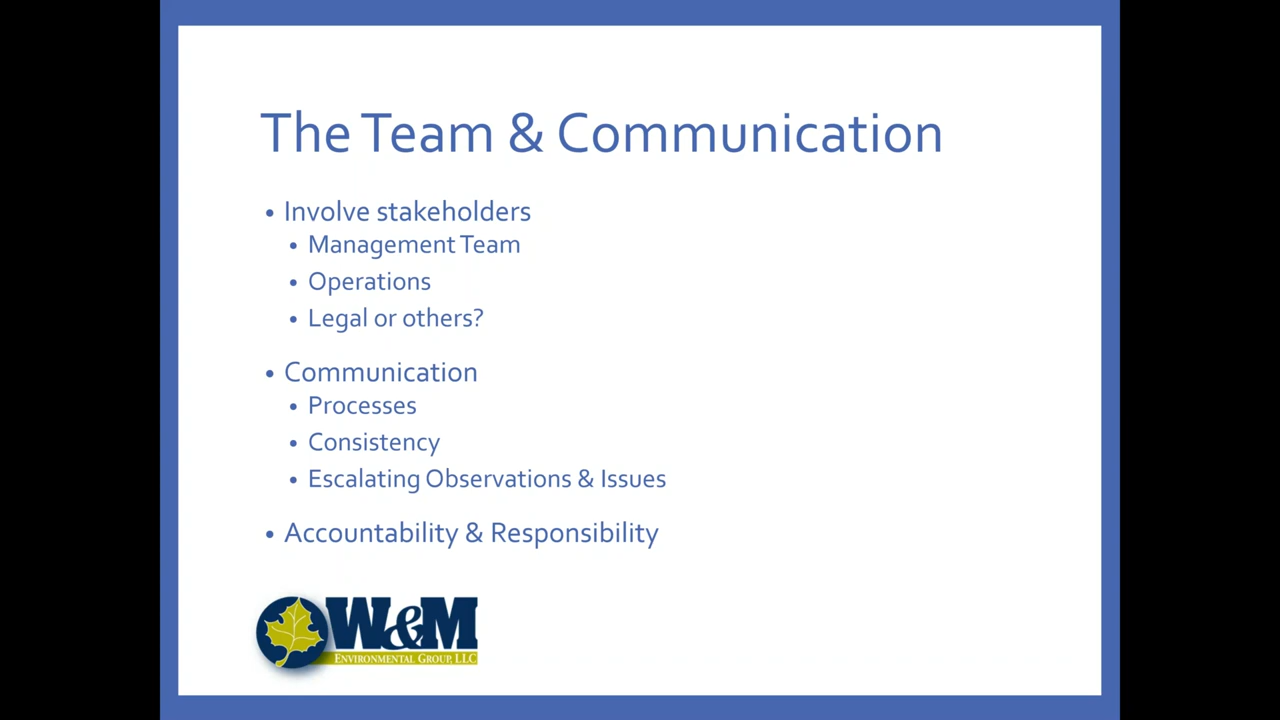 The Team & Communication
• Involve stakeholders
• Management Team
• Operations
• Legal or others?
• Communication
• Processes
• Consistency
• Escalating Observations & Issues
• Accountability & Responsibility
W&M
ENVIRONMENTAL GROUP, LLC